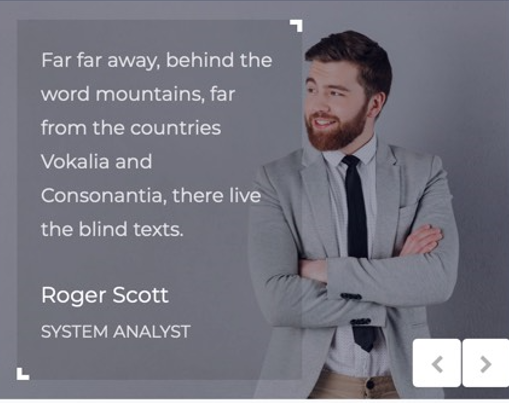 Far far away, behind the
word mountains, far
from the countries
Vokalia and
Consonantia, there live
the blind texts.
Roger Scott
SYSTEM ANALYST